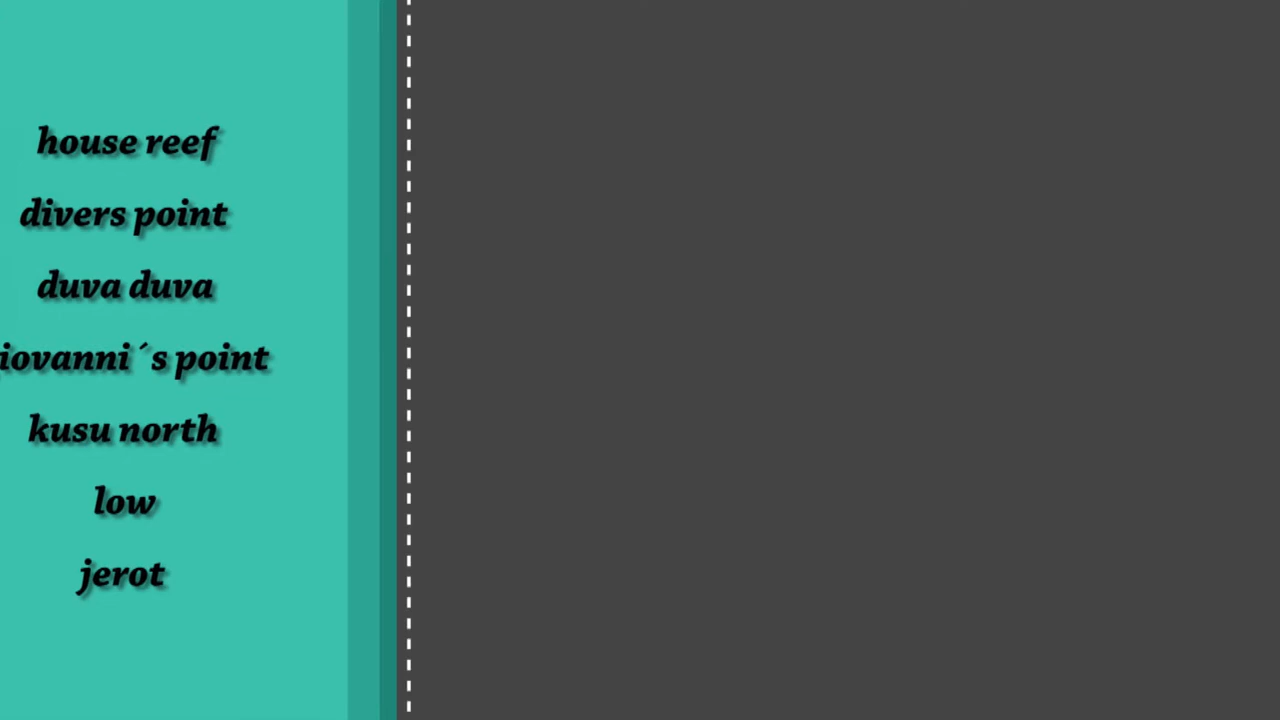 house reef
divers point
duva duva
iovanni´s point
kusu north
low
jerot